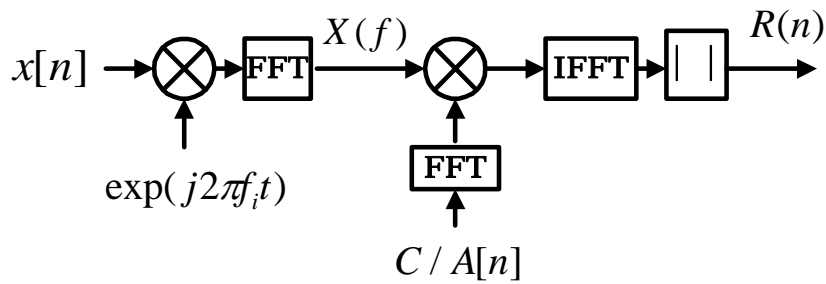 x[n]
FFT
X(f)
IFFT
| |
R(n)
exp(j2πf_i t)
FFT
C / A[n]